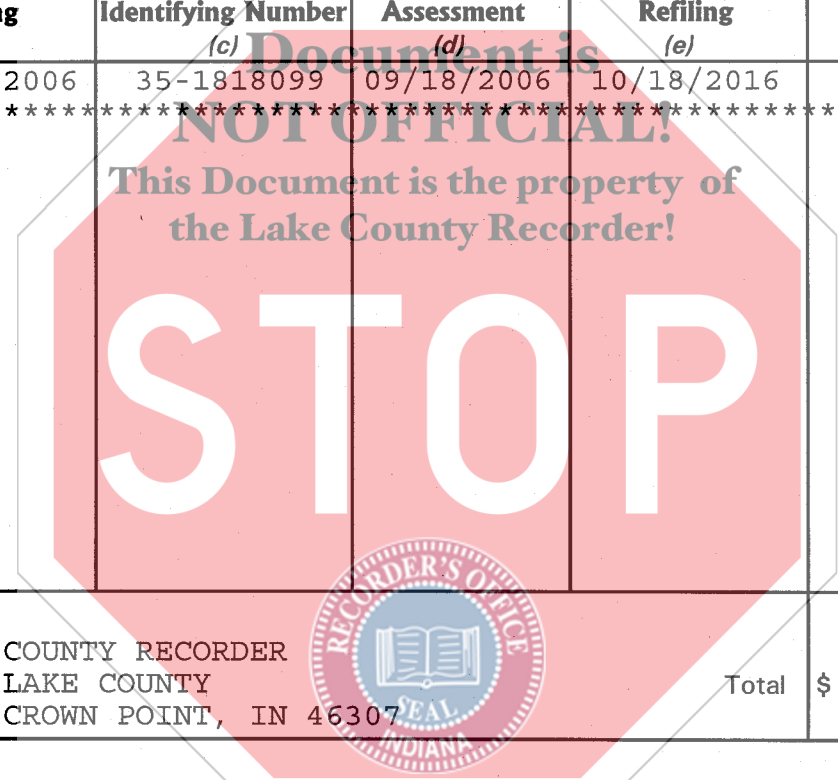 g Identifying Number Assessment Refiling
(c) (d) (e)
Document is
2006 35-1818099 09/18/2006 10/18/2016
*****************************************************
NOT OFFICIAL!
This Document is the property of
the Lake County Recorder!
STOP
RECORDER'S OFFICE
SEAL
INDIANA
COUNTY RECORDER
LAKE COUNTY
CROWN POINT, IN 46307
Total $